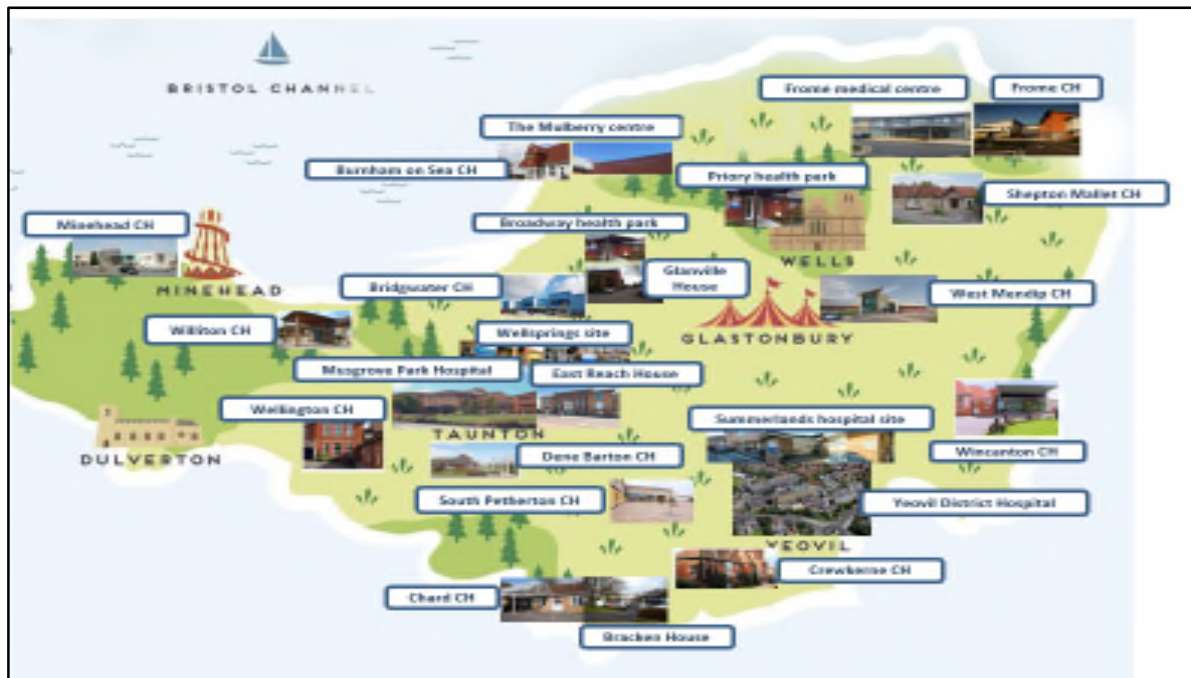 BRISTOL CHANNEL
Frome medical centre
Frome CH
The Mulberry centre
Burnham on Sea CH
Priory health park
Shepton Mallet CH
Minehead CH
Broadway health park
WELLS
Glanville
House
MINEHEAD
Bridgwater CH
West Mendip CH
Williton CH
Wellsprings site
GLASTONBURY
Musgrove Park Hospital
East Reach House
Wellington CH
Summerlands hospital site
TAUNTON
DULVERTON
Dene Barton CH
Wincanton CH
South Petherton CH
Yeovil District Hospital
YEOVIL
Crewkerne CH
Chard CH
Bracken House